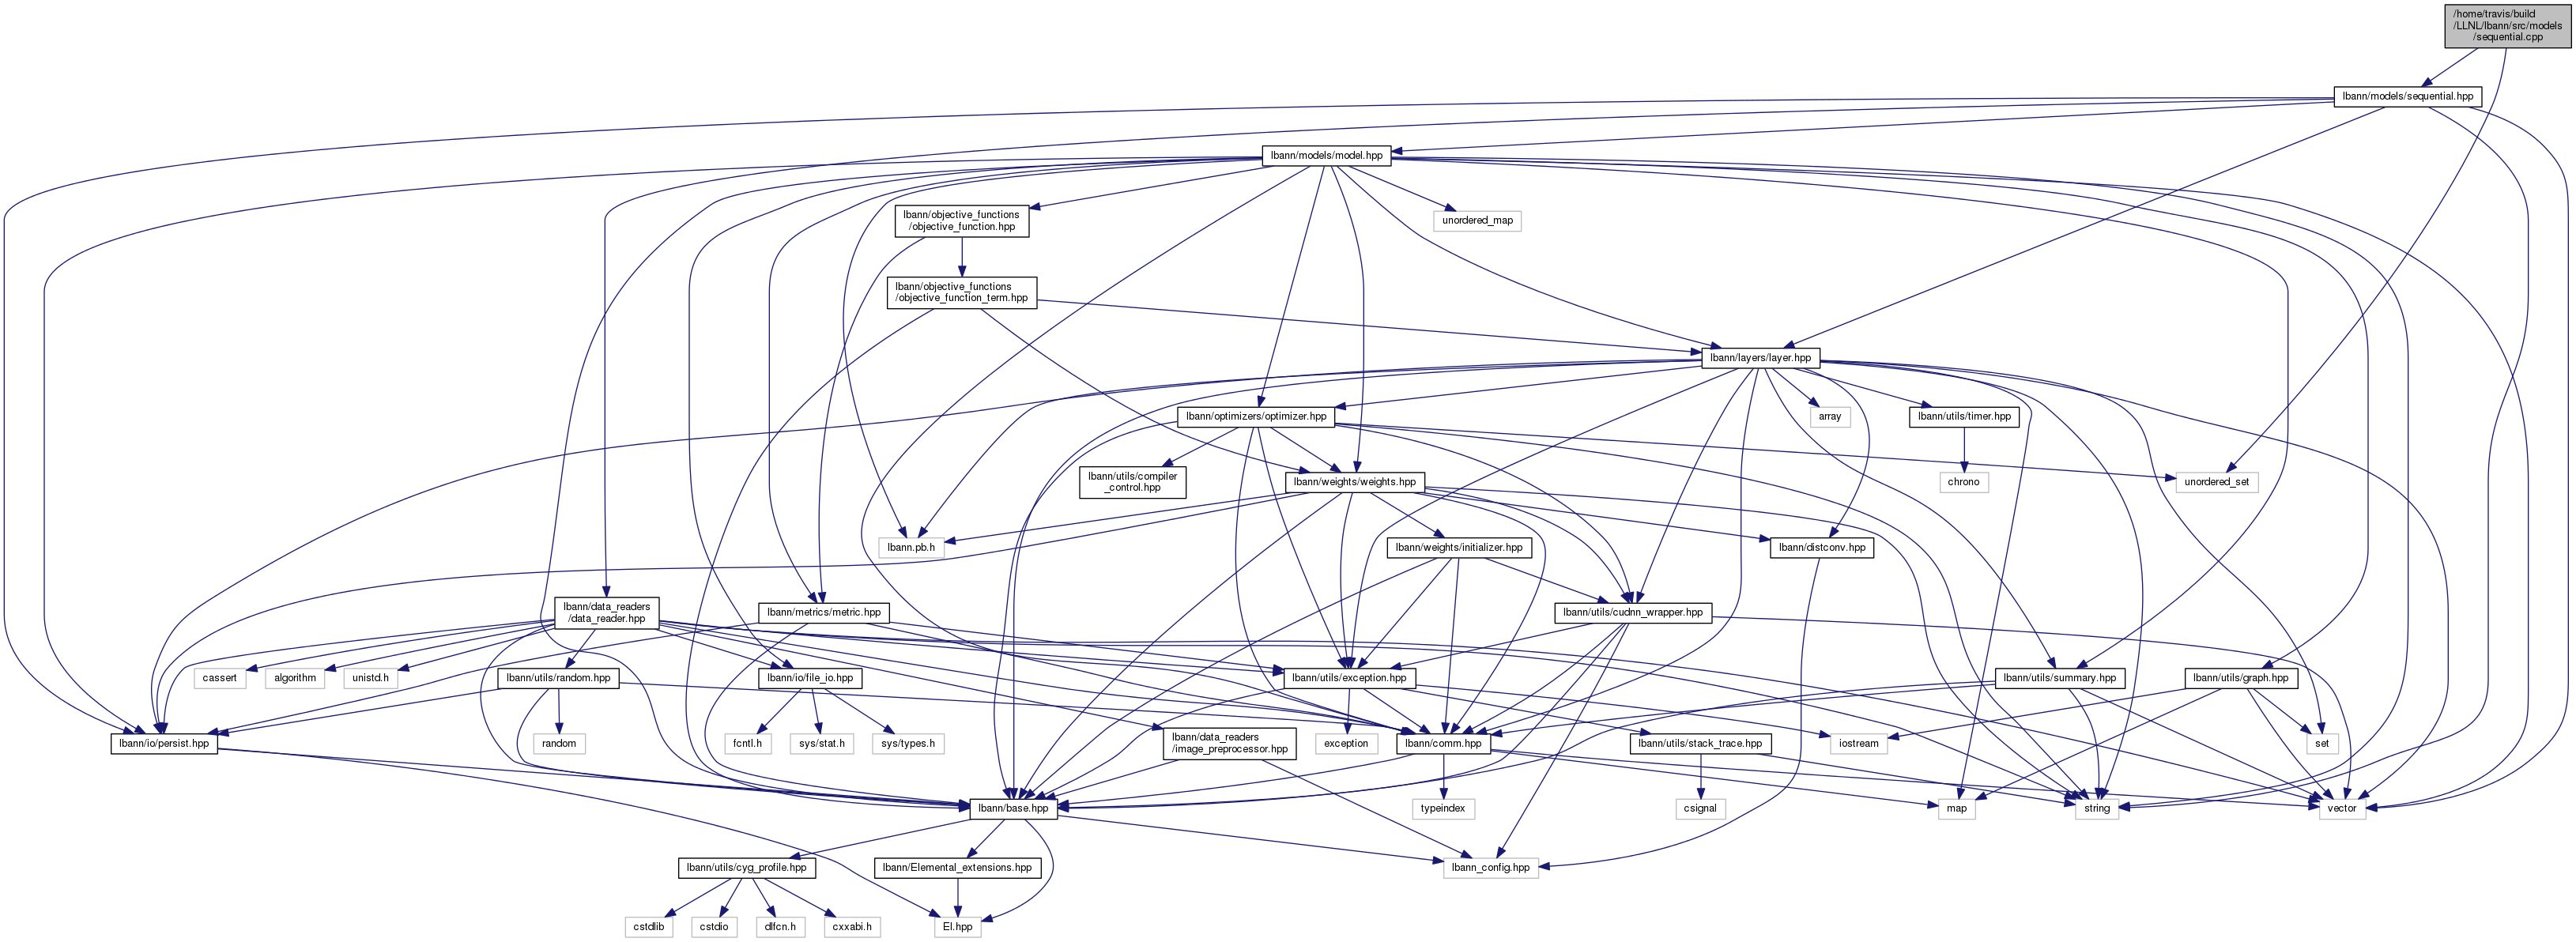 /home/travis/build
/LLNL/lbann/src/models
/sequential.cpp
lbann/models/sequential.hpp
lbann/models/model.hpp
lbann/objective_functions
/objective_function.hpp
unordered_map
lbann/objective_functions
/objective_function_term.hpp
lbann/layers/layer.hpp
lbann/optimizers/optimizer.hpp
array
lbann/utils/timer.hpp
lbann/utils/compiler
_control.hpp
lbann/weights/weights.hpp
chrono
unordered_set
lbann.pb.h
lbann/weights/initializer.hpp
lbann/distconv.hpp
lbann/data_readers
/data_reader.hpp
lbann/metrics/metric.hpp
lbann/utils/cudnn_wrapper.hpp
cassert
algorithm
unistd.h
lbann/utils/random.hpp
lbann/io/file_io.hpp
lbann/utils/exception.hpp
lbann/utils/summary.hpp
lbann/utils/graph.hpp
lbann/io/persist.hpp
random
fcntl.h
sys/stat.h
sys/types.h
lbann/data_readers
/image_preprocessor.hpp
exception
lbann/comm.hpp
lbann/utils/stack_trace.hpp
iostream
set
lbann/base.hpp
typeindex
csignal
map
string
vector
lbann/utils/cyg_profile.hpp
lbann/Elemental_extensions.hpp
lbann_config.hpp
cstdlib
cstdio
dlfcn.h
cxxabi.h
El.hpp